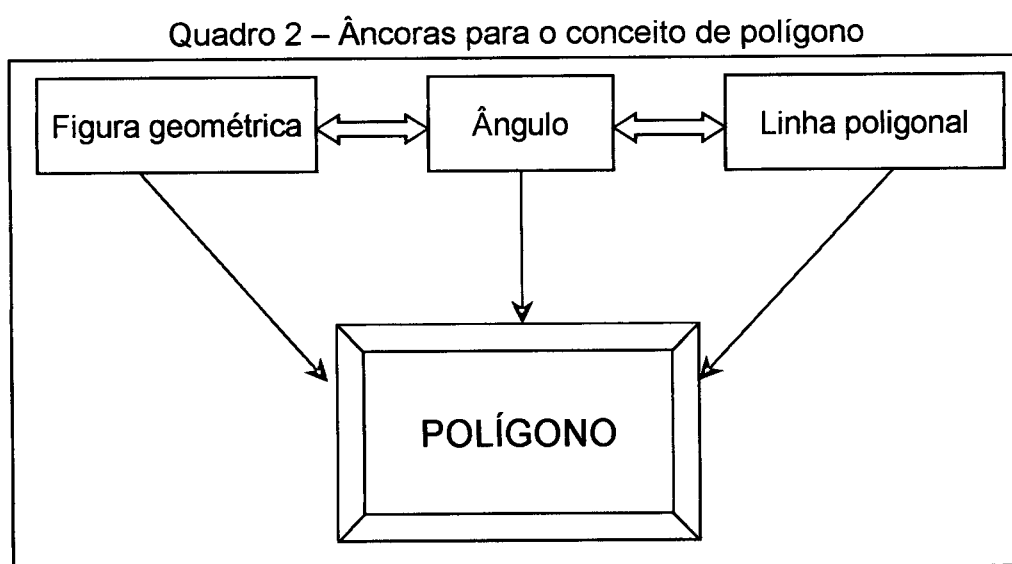 Quadro 2 – Âncoras para o conceito de polígono
Figura geométrica
Ângulo
Linha poligonal
POLÍGONO